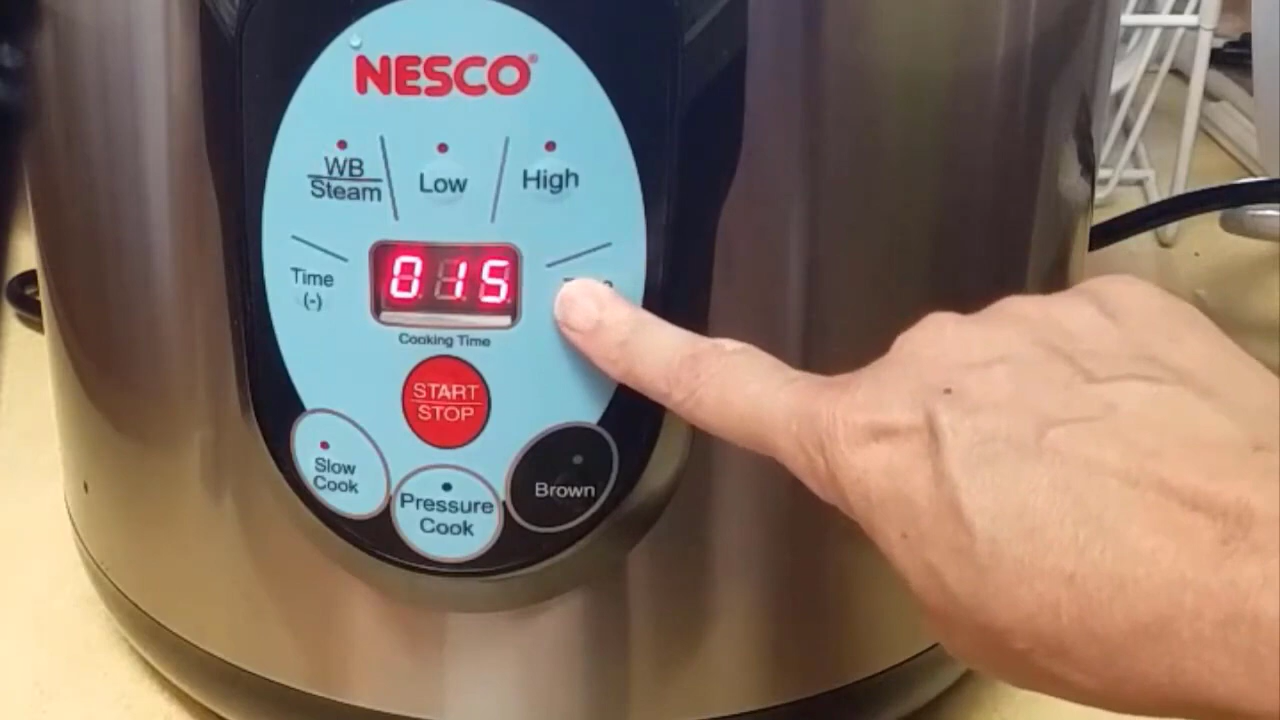 NESCO®
WB
Steam
Low
High
Time
(-)
015
Cooking Time
START
STOP
Slow
Cook
Pressure
Cook
Brown